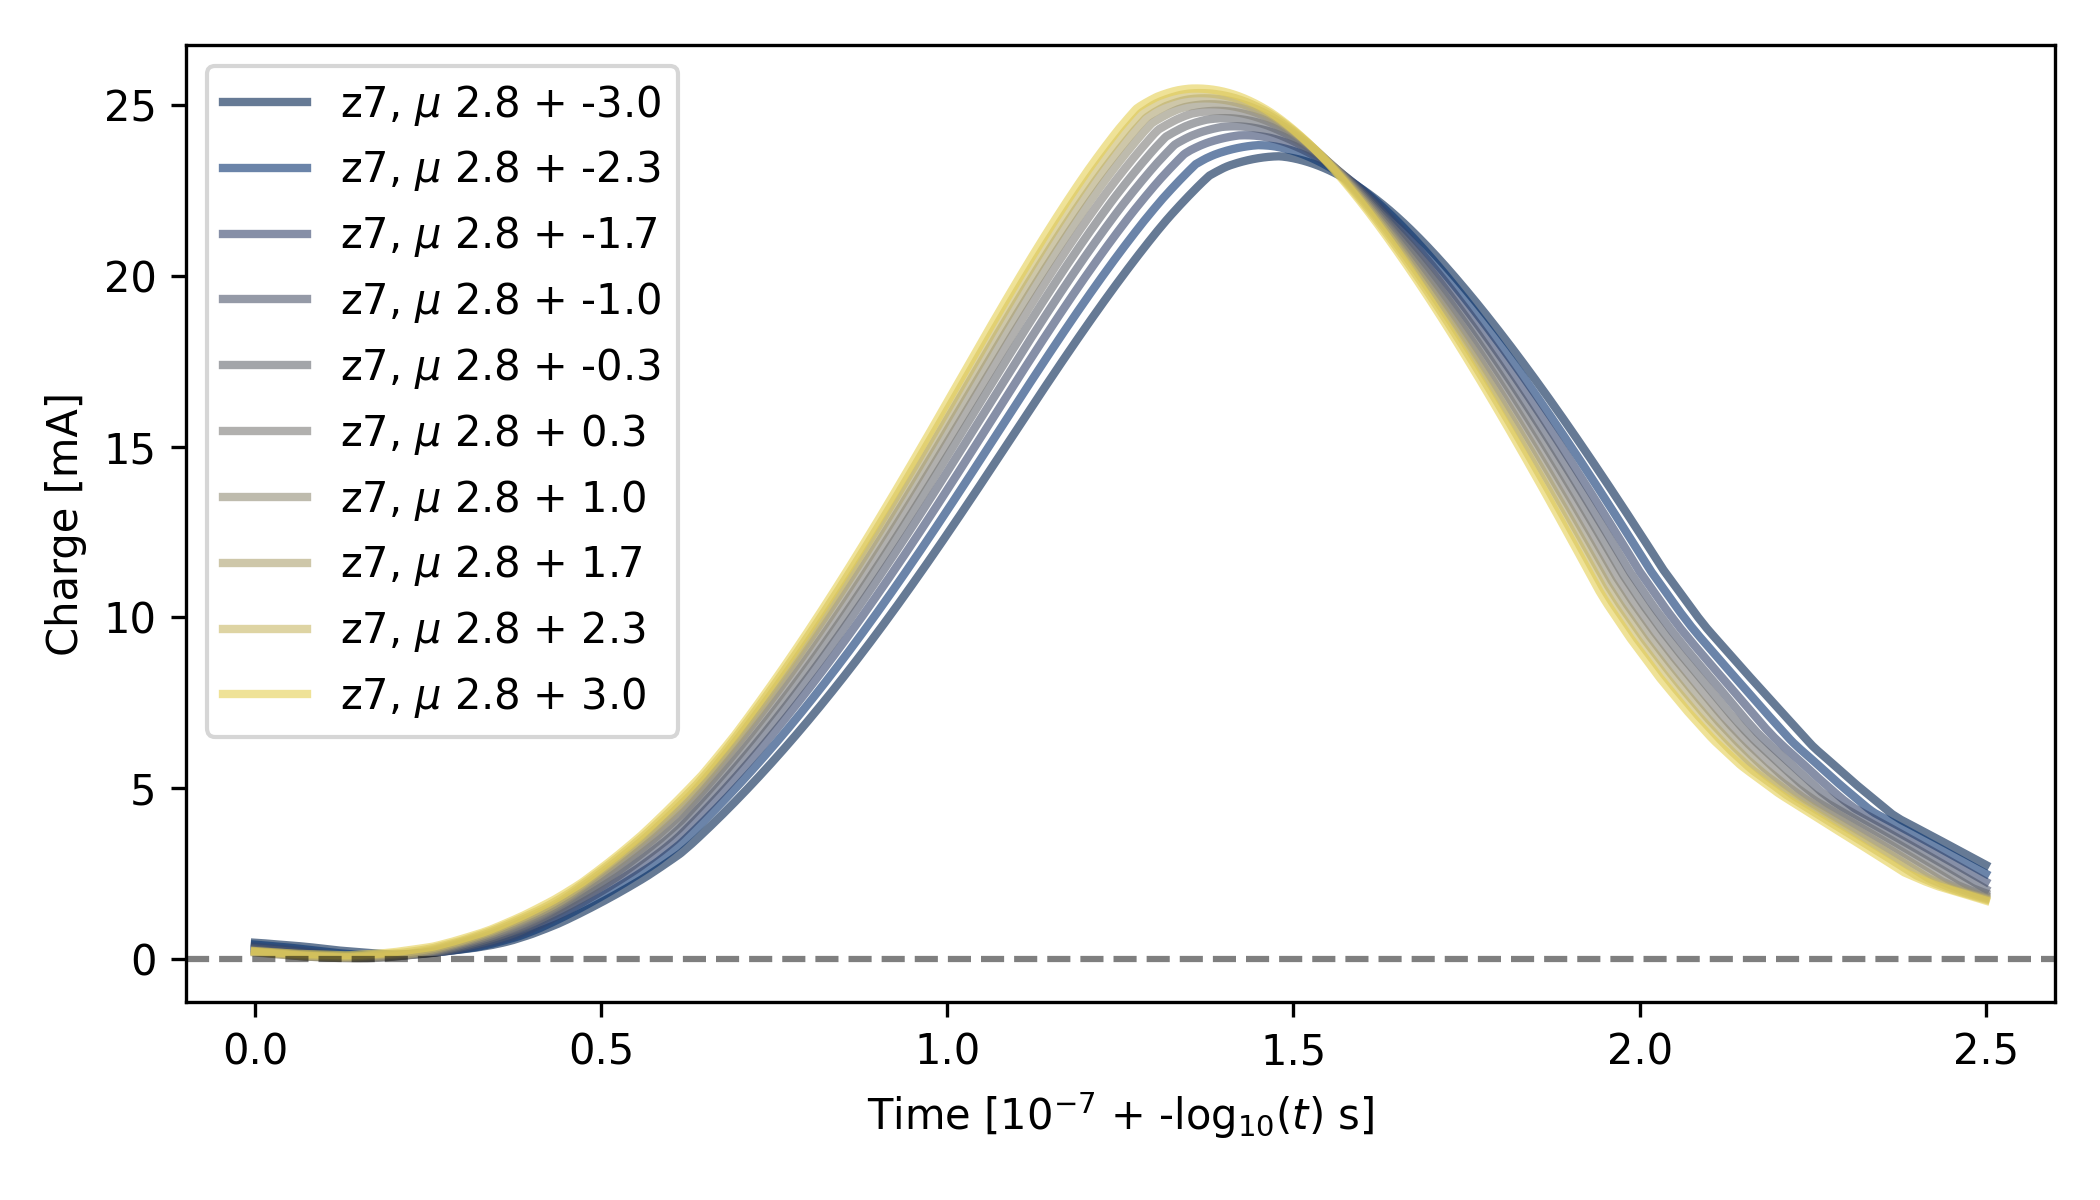 z7, μ 2.8 + -3.0
z7, μ 2.8 + -2.3
z7, μ 2.8 + -1.7
z7, μ 2.8 + -1.0
z7, μ 2.8 + -0.3
z7, μ 2.8 + 0.3
z7, μ 2.8 + 1.0
z7, μ 2.8 + 1.7
z7, μ 2.8 + 2.3
z7, μ 2.8 + 3.0
Charge [mA]
25
20
15
10
5
0
0.0 0.5 1.0 1.5 2.0 2.5
Time [10⁻⁷ + -log₁₀(t) s]